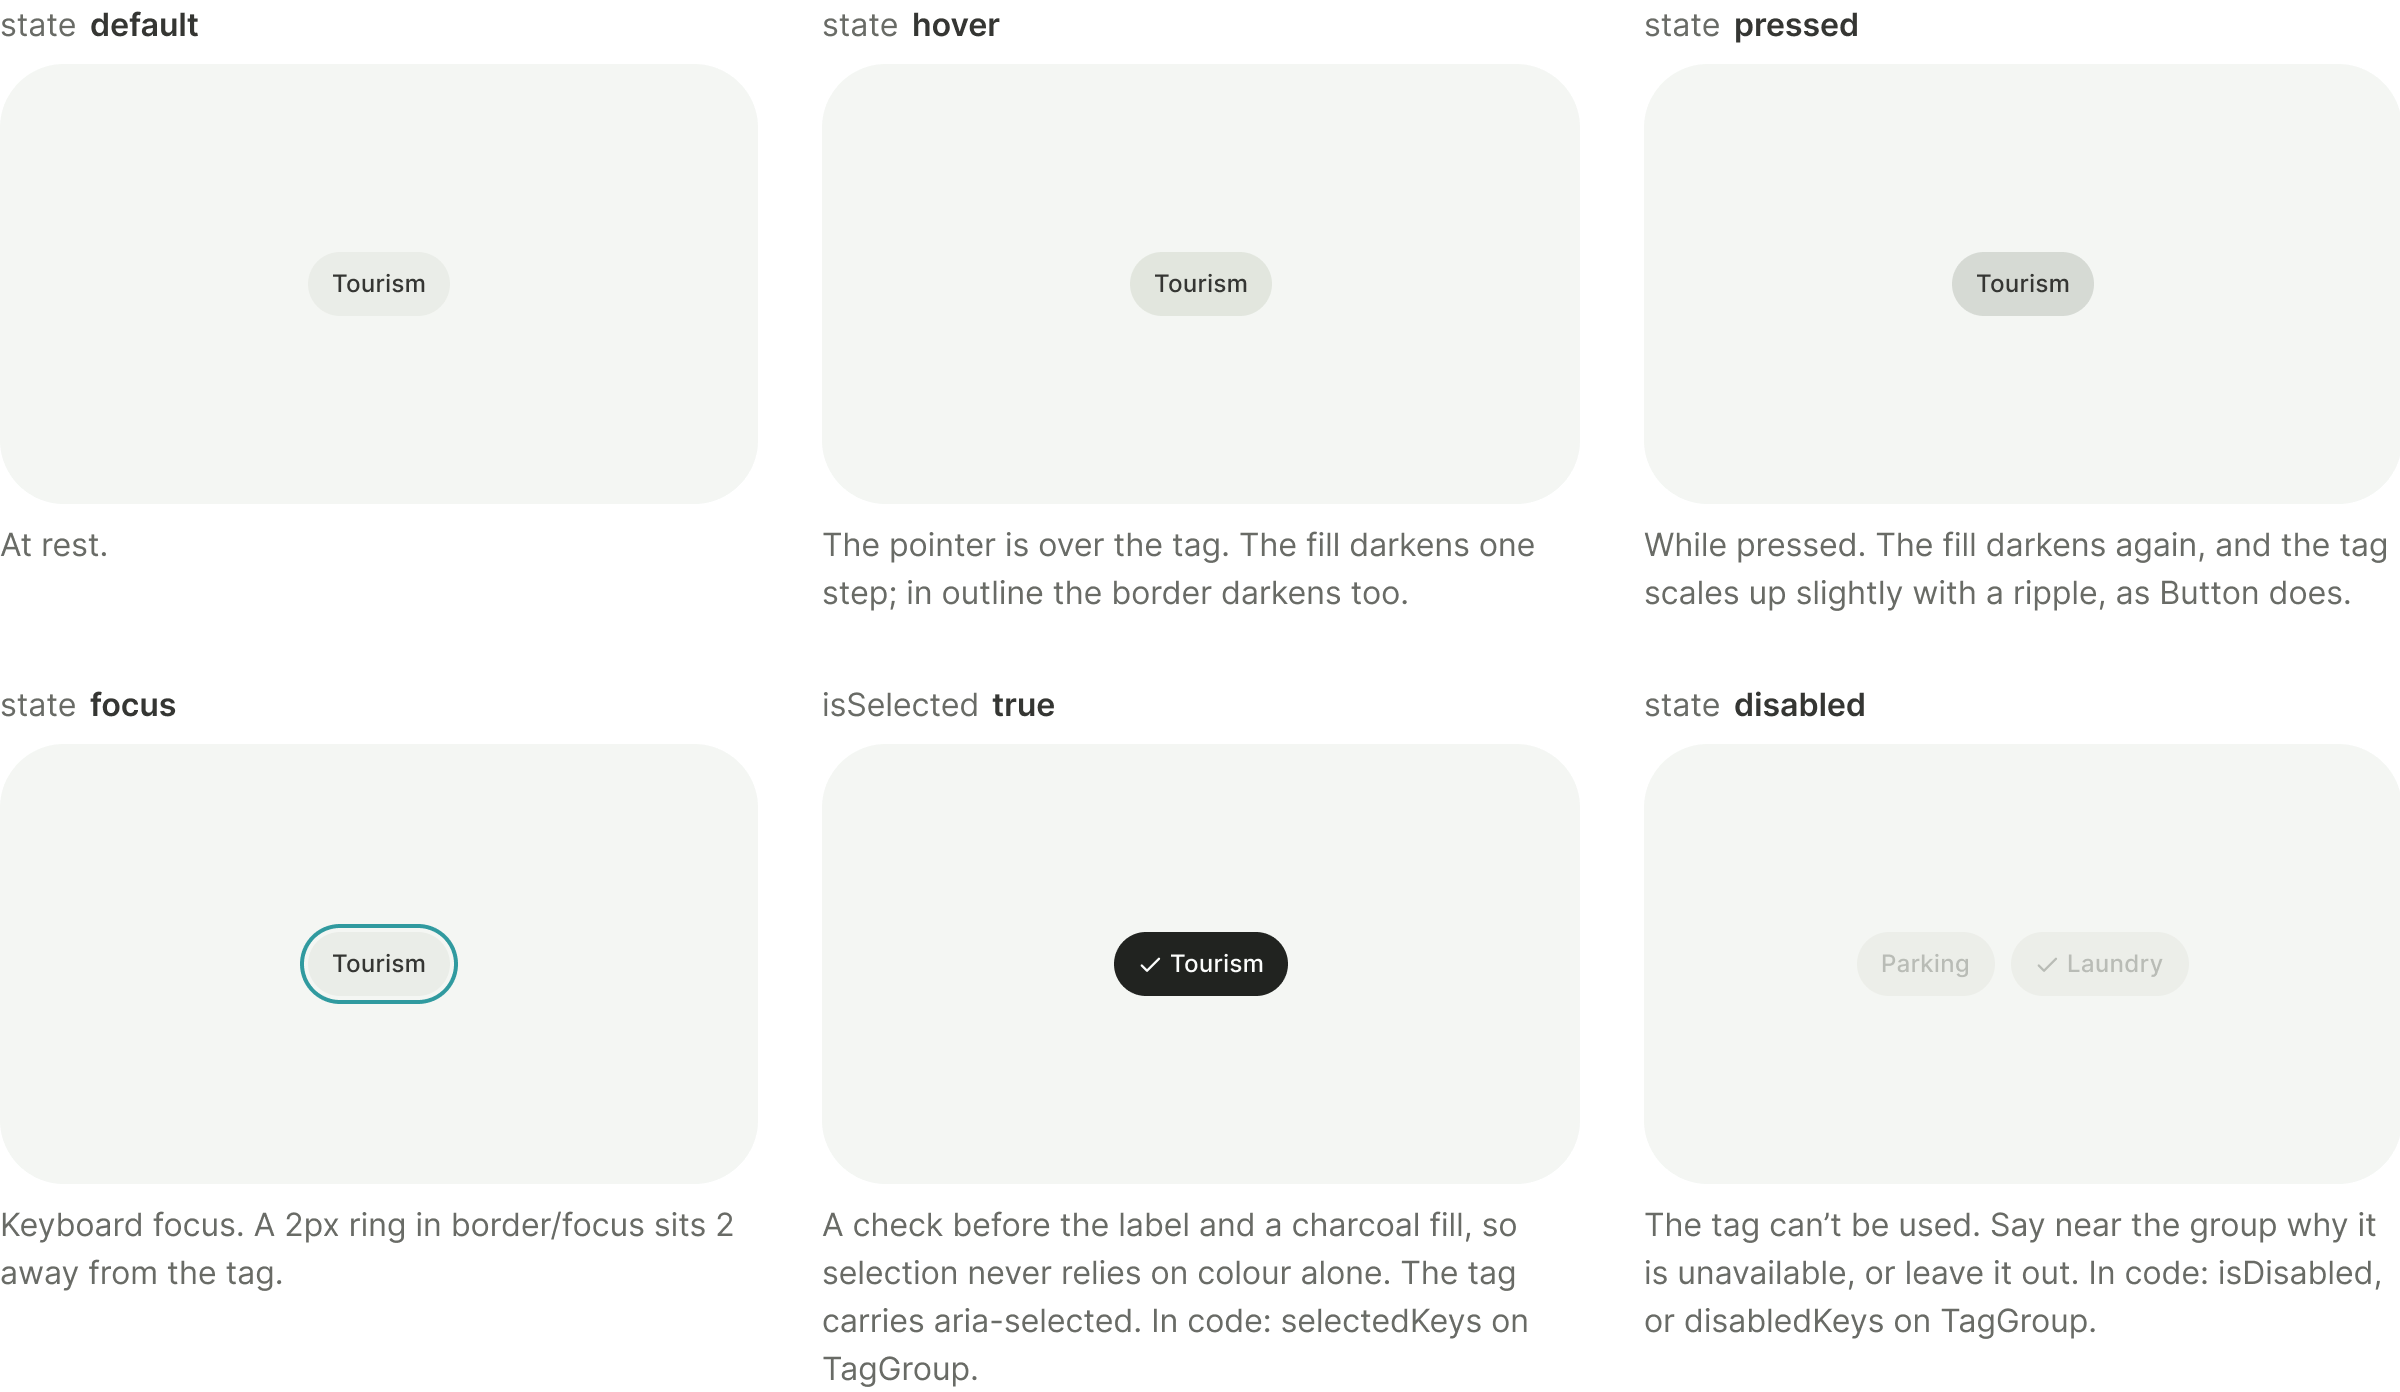 state default
Tourism
At rest.
state hover
Tourism
The pointer is over the tag. The fill darkens one
step; in outline the border darkens too.
state pressed
Tourism
While pressed. The fill darkens again, and the tag
scales up slightly with a ripple, as Button does.
state focus
Tourism
Keyboard focus. A 2px ring in border/focus sits 2
away from the tag.
isSelected true
Tourism
A check before the label and a charcoal fill, so
selection never relies on colour alone. The tag
carries aria-selected. In code: selectedKeys on
TagGroup.
state disabled
Parking
Laundry
The tag can’t be used. Say near the group why it
is unavailable, or leave it out. In code: isDisabled,
or disabledKeys on TagGroup.